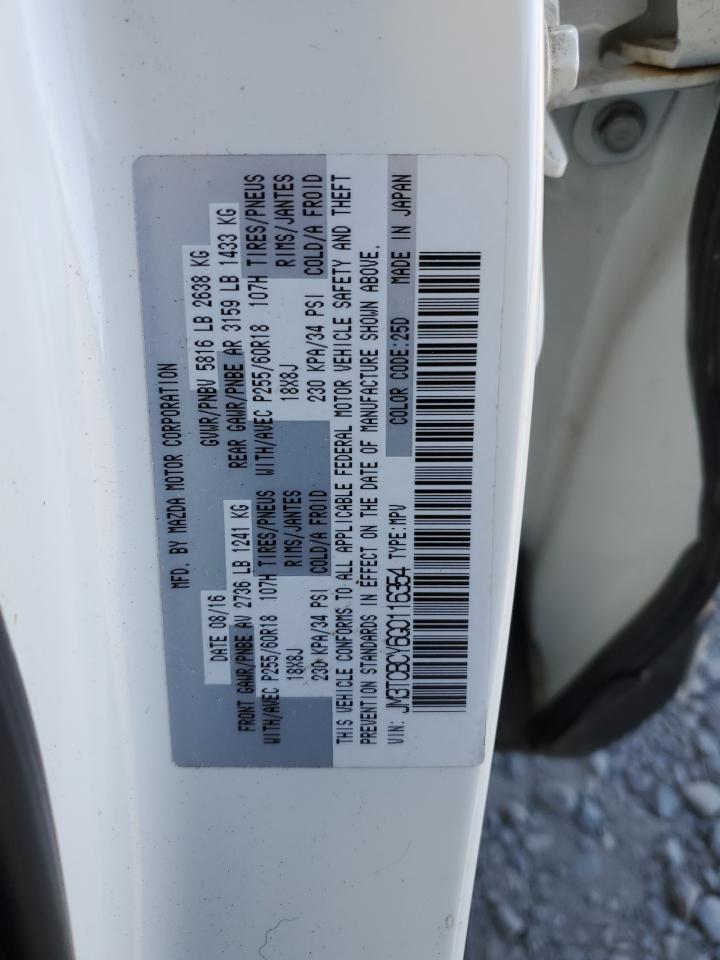 MFD. BY MAZDA MOTOR CORPORATION
DATE 08/16 GVWR/PNBV 5816 LB 2638 KG
FRONT GAWR/PNBE AV 2736 LB 1241 KG REAR GAWR/PNBE AR 3159 LB 1433 KG
WITH/AVEC P255/60R18 107H TIRES/PNEUS WITH/AVEC P255/60R18 107H TIRES/PNEUS
18X8J RIMS/JANTES 18X8J RIMS/JANTES
230 KPA/34 PSI COLD/A FROID 230 KPA/34 PSI COLD/A FROID
THIS VEHICLE CONFORMS TO ALL APPLICABLE FEDERAL MOTOR VEHICLE SAFETY AND THEFT
PREVENTION STANDARDS IN EFFECT ON THE DATE OF MANUFACTURE SHOWN ABOVE.
VIN: JM3TCBCY6G0116354 TYPE:MPV COLOR CODE:25D MADE IN JAPAN